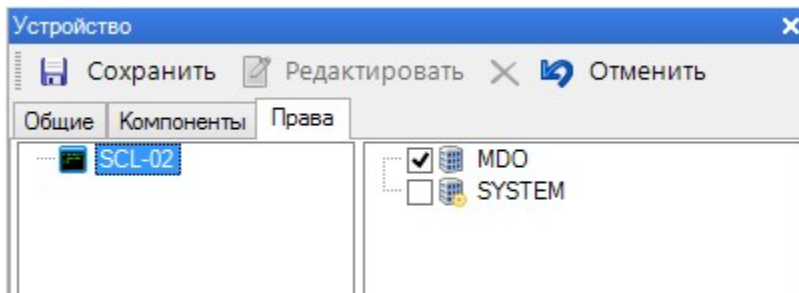 Устройство
Сохранить Редактировать Отменить
Общие Компоненты Права
SCL-02 MDO
SYSTEM